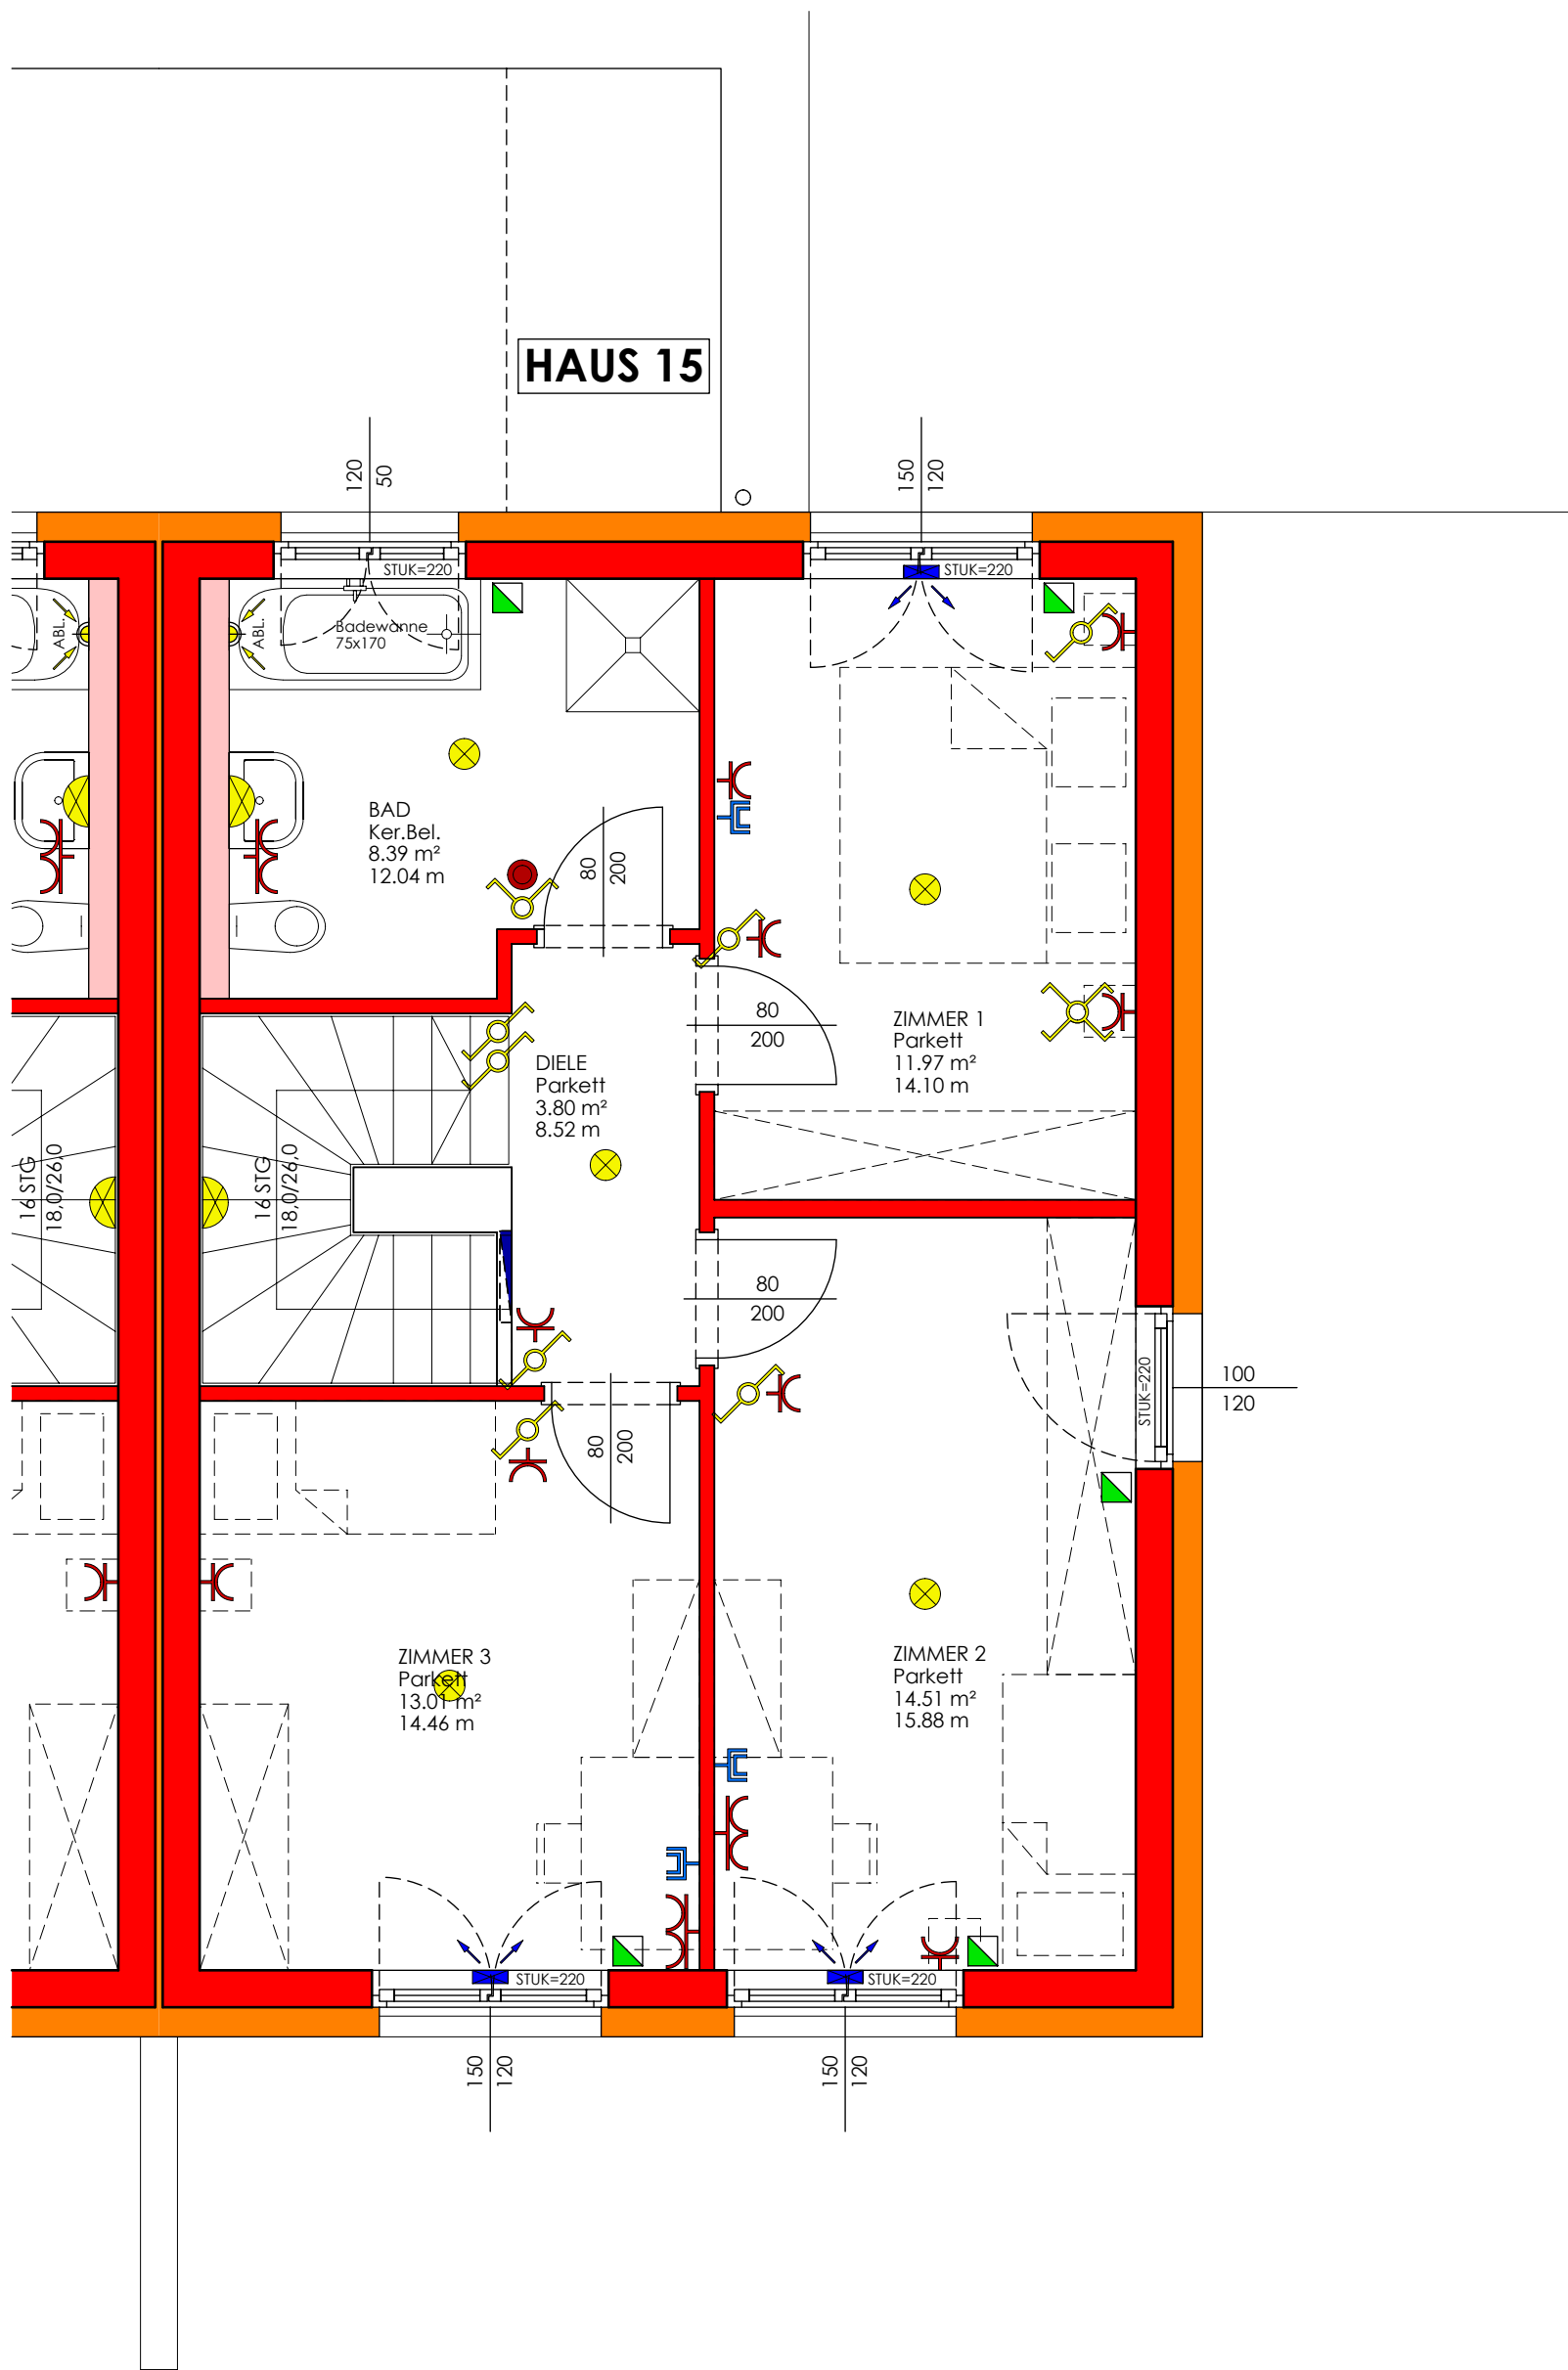 HAUS 15
120
50
150
120
STUK=220
STUK=220
ABL.
ABL.
Badewanne
75x170
BAD
Ker.Bel.
8.39 m²
12.04 m
80
200
80
200
ZIMMER 1
Parkett
11.97 m²
14.10 m
DIELE
Parkett
3.80 m²
8.52 m
16 STG
18,0/26,0
16 STG
18,0/26,0
80
200
STUK=220
100
120
80
200
ZIMMER 3
Parkett
13.01 m²
14.46 m
ZIMMER 2
Parkett
14.51 m²
15.88 m
STUK=220
STUK=220
150
120
150
120